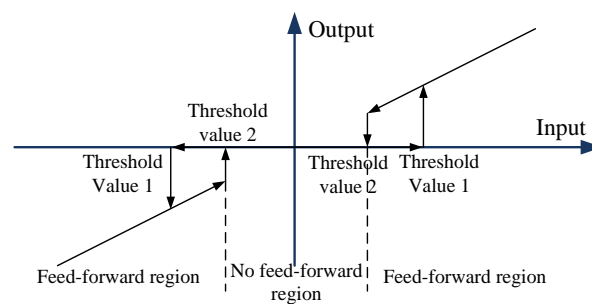 Output
Input
Threshold
value 2
Threshold
Value 1
Threshold
value 2
Threshold
Value 1
Feed-forward region
No feed-forward
region
Feed-forward region